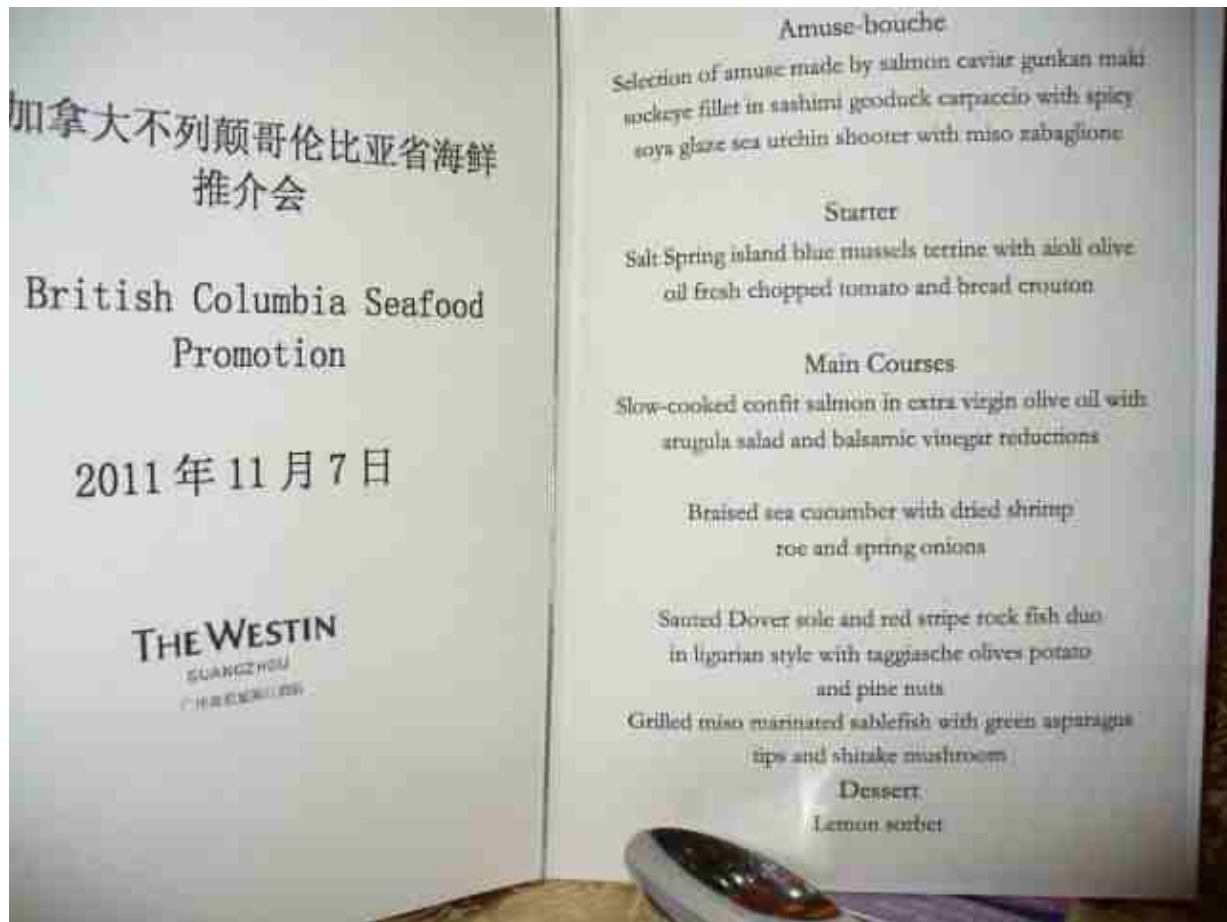 加拿大不列颠哥伦比亚省海鲜
推介会
British Columbia Seafood
Promotion
2011年11月7日
THE WESTIN
GUANGZHOU
Amuse-bouche
Selection of amuse made by salmon caviar gunkan maki
sockeye fillet in sashimi geoduck carpaccio with spicy
soya glaze sea urchin shooter with miso zabaglione
Starter
Salt Spring island blue mussels terrine with aioli olive
oil fresh chopped tomato and bread crouton
Main Courses
Slow-cooked confit salmon in extra virgin olive oil with
arugula salad and balsamic vinegar reductions
Braised sea cucumber with dried shrimp
roe and spring onions
Sauted Dover sole and red stripe rock fish duo
in ligurian style with taggiasche olives potato
and pine nuts
Grilled miso marinated sablefish with green asparagus
tips and shitake mushroom
Dessert
Lemon sorbet